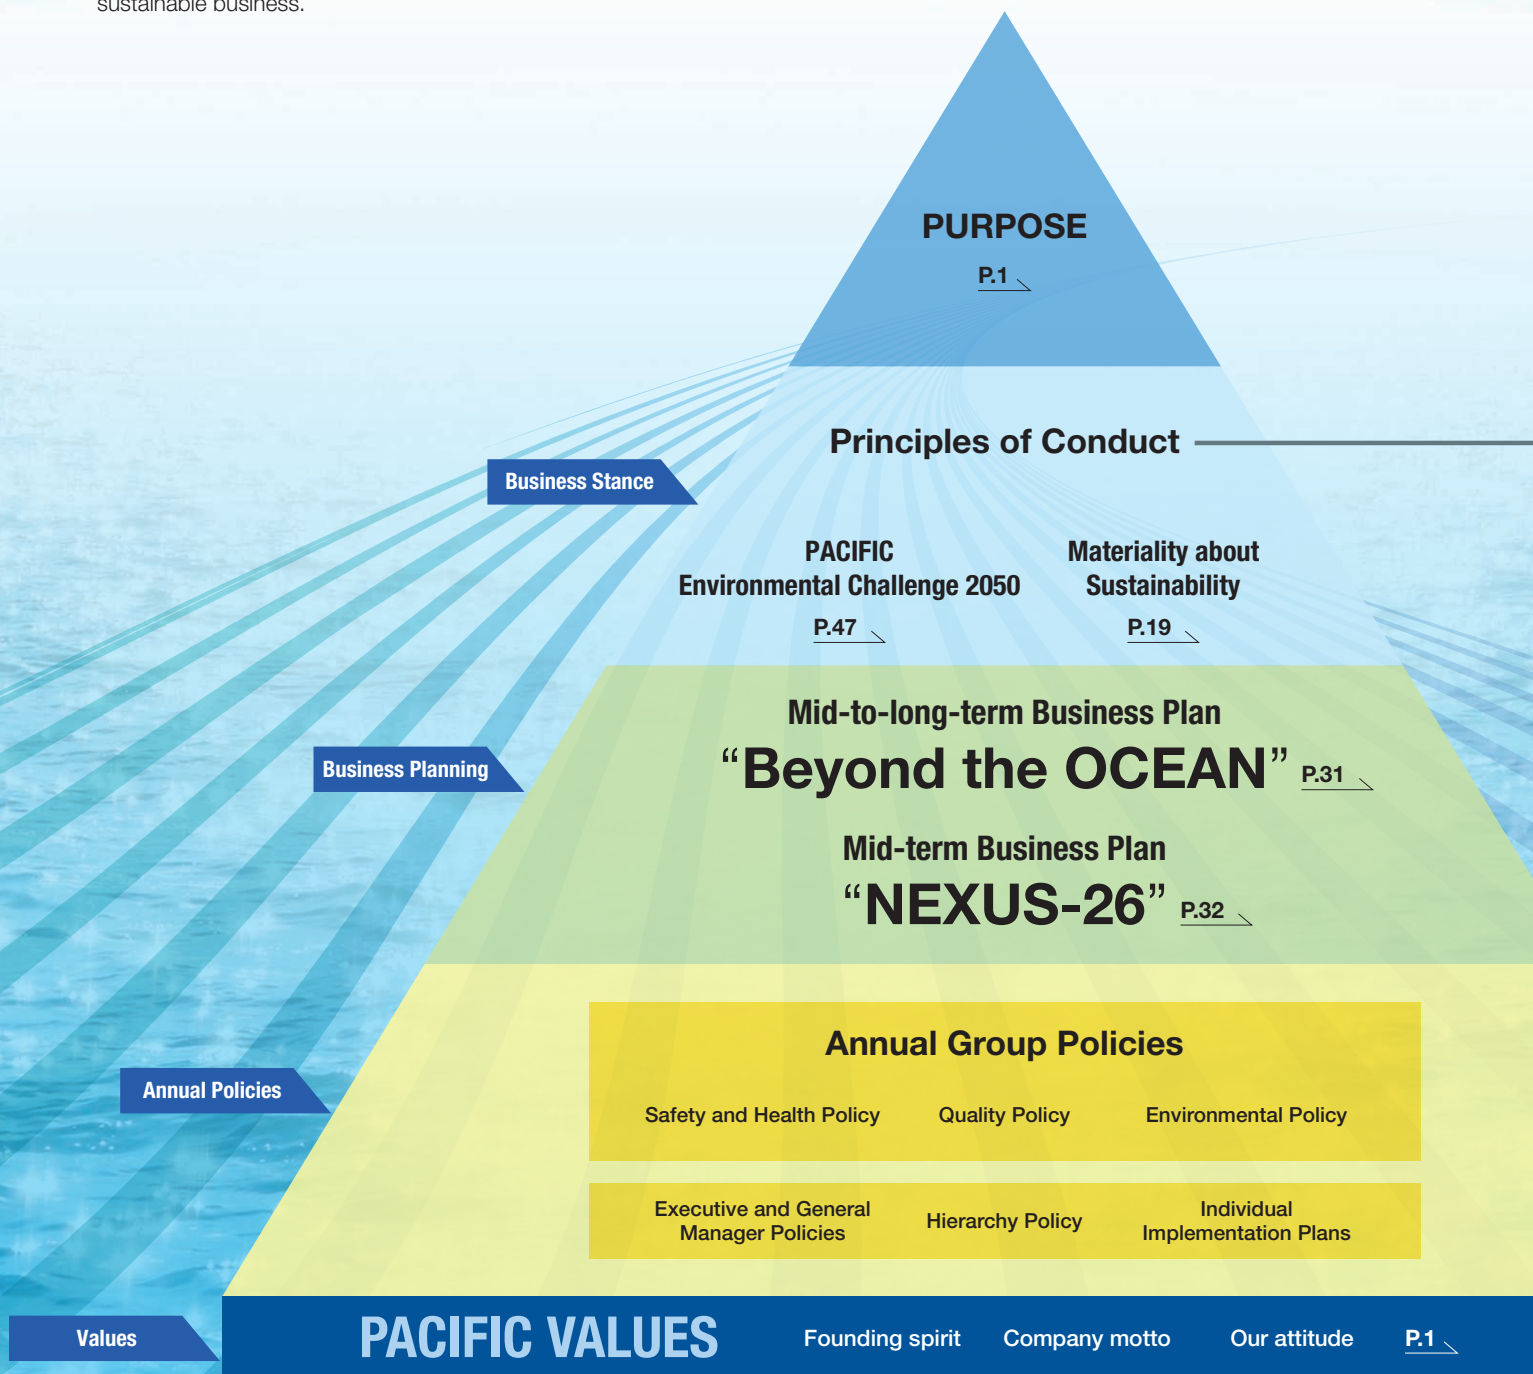 sustainable business.
PURPOSE
P.1
Principles of Conduct
Business Stance
PACIFIC
Environmental Challenge 2050
P.47
Materiality about
Sustainability
P.19
Mid-to-long-term Business Plan
“Beyond the OCEAN” P.31
Business Planning
Mid-term Business Plan
“NEXUS-26” P.32
Annual Group Policies
Annual Policies
Safety and Health Policy Quality Policy Environmental Policy
Executive and General
Manager Policies
Hierarchy Policy
Individual
Implementation Plans
Values
PACIFIC VALUES Founding spirit Company motto Our attitude P.1